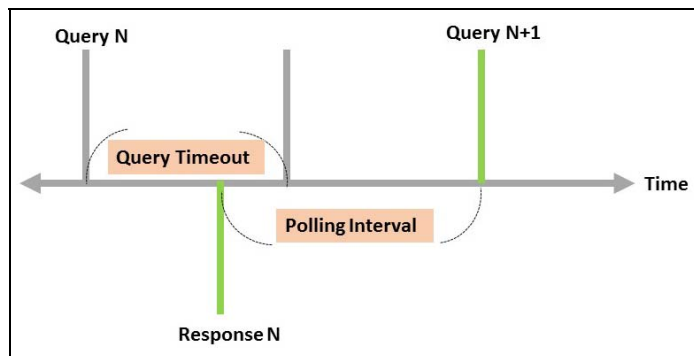 Query N
Query N+1
Query Timeout
Time
Polling Interval
Response N